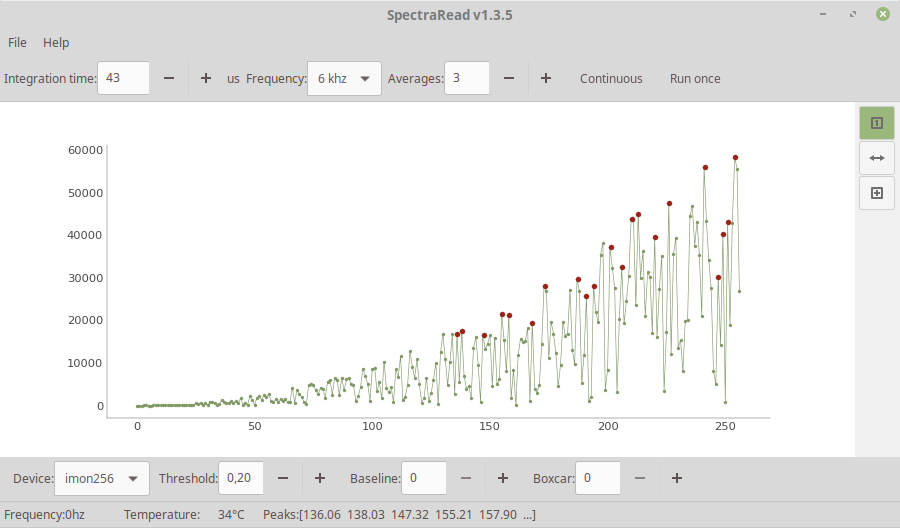 SpectraRead v1.3.5
File Help
Integration time: 43 − + us Frequency: 6 khz Averages: 3 − + Continuous Run once
60000
50000
40000
30000
20000
10000
0
0 50 100 150 200 250
Device: imon256 Threshold: 0,20 − + Baseline: 0 − + Boxcar: 0 − +
Frequency:0hz Temperature: 34°C Peaks:[136.06 138.03 147.32 155.21 157.90 ...]